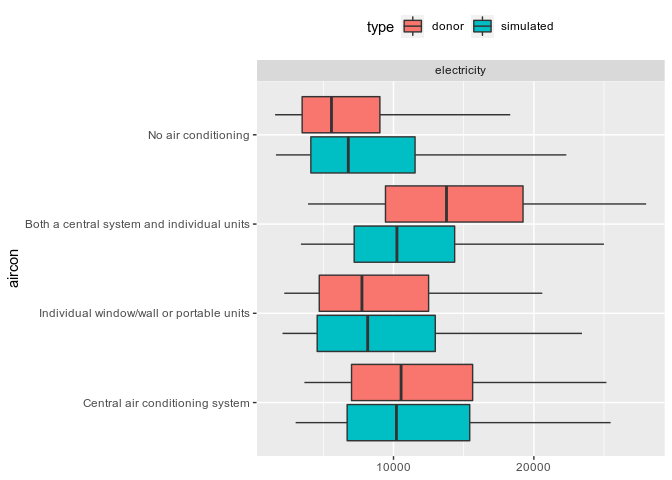 type donor simulated
electricity
No air conditioning
Both a central system and individual units
Individual window/wall or portable units
Central air conditioning system
aircon
10000 20000